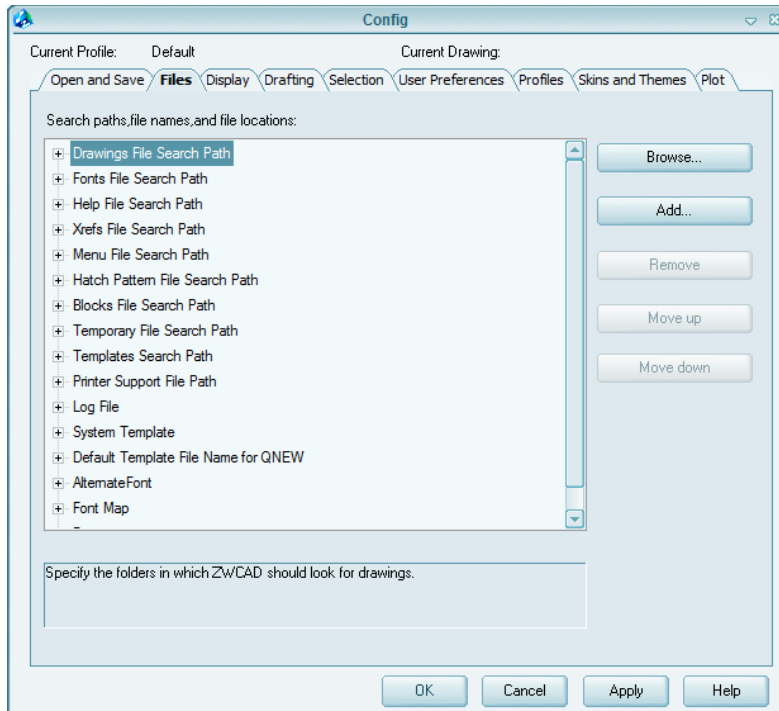 Config
Current Profile: Default Current Drawing:
Open and Save Files Display Drafting Selection User Preferences Profiles Skins and Themes Plot
Search paths,file names,and file locations:
Drawings File Search Path
Fonts File Search Path
Help File Search Path
Xrefs File Search Path
Menu File Search Path
Hatch Pattern File Search Path
Blocks File Search Path
Temporary File Search Path
Templates Search Path
Printer Support File Path
Log File
System Template
Default Template File Name for QNEW
AlternateFont
Font Map
Browse...
Add...
Remove
Move up
Move down
Specify the folders in which ZWCAD should look for drawings.
OK Cancel Apply Help